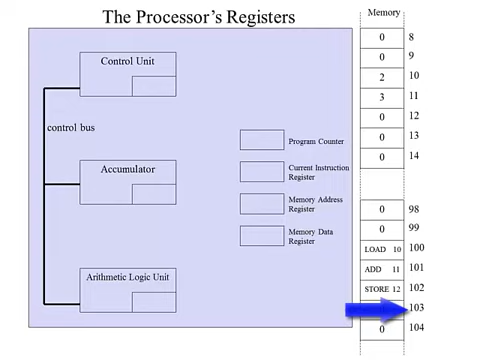 The Processor's Registers
Memory
Control Unit
control bus
Accumulator
Arithmetic Logic Unit
Program Counter
Current Instruction
Register
Memory Address
Register
Memory Data
Register
0 8
0 9
2 10
3 11
0 12
0 13
0 14
0 98
0 99
LOAD 10 100
ADD 11 101
STORE 12 102
103
0 104